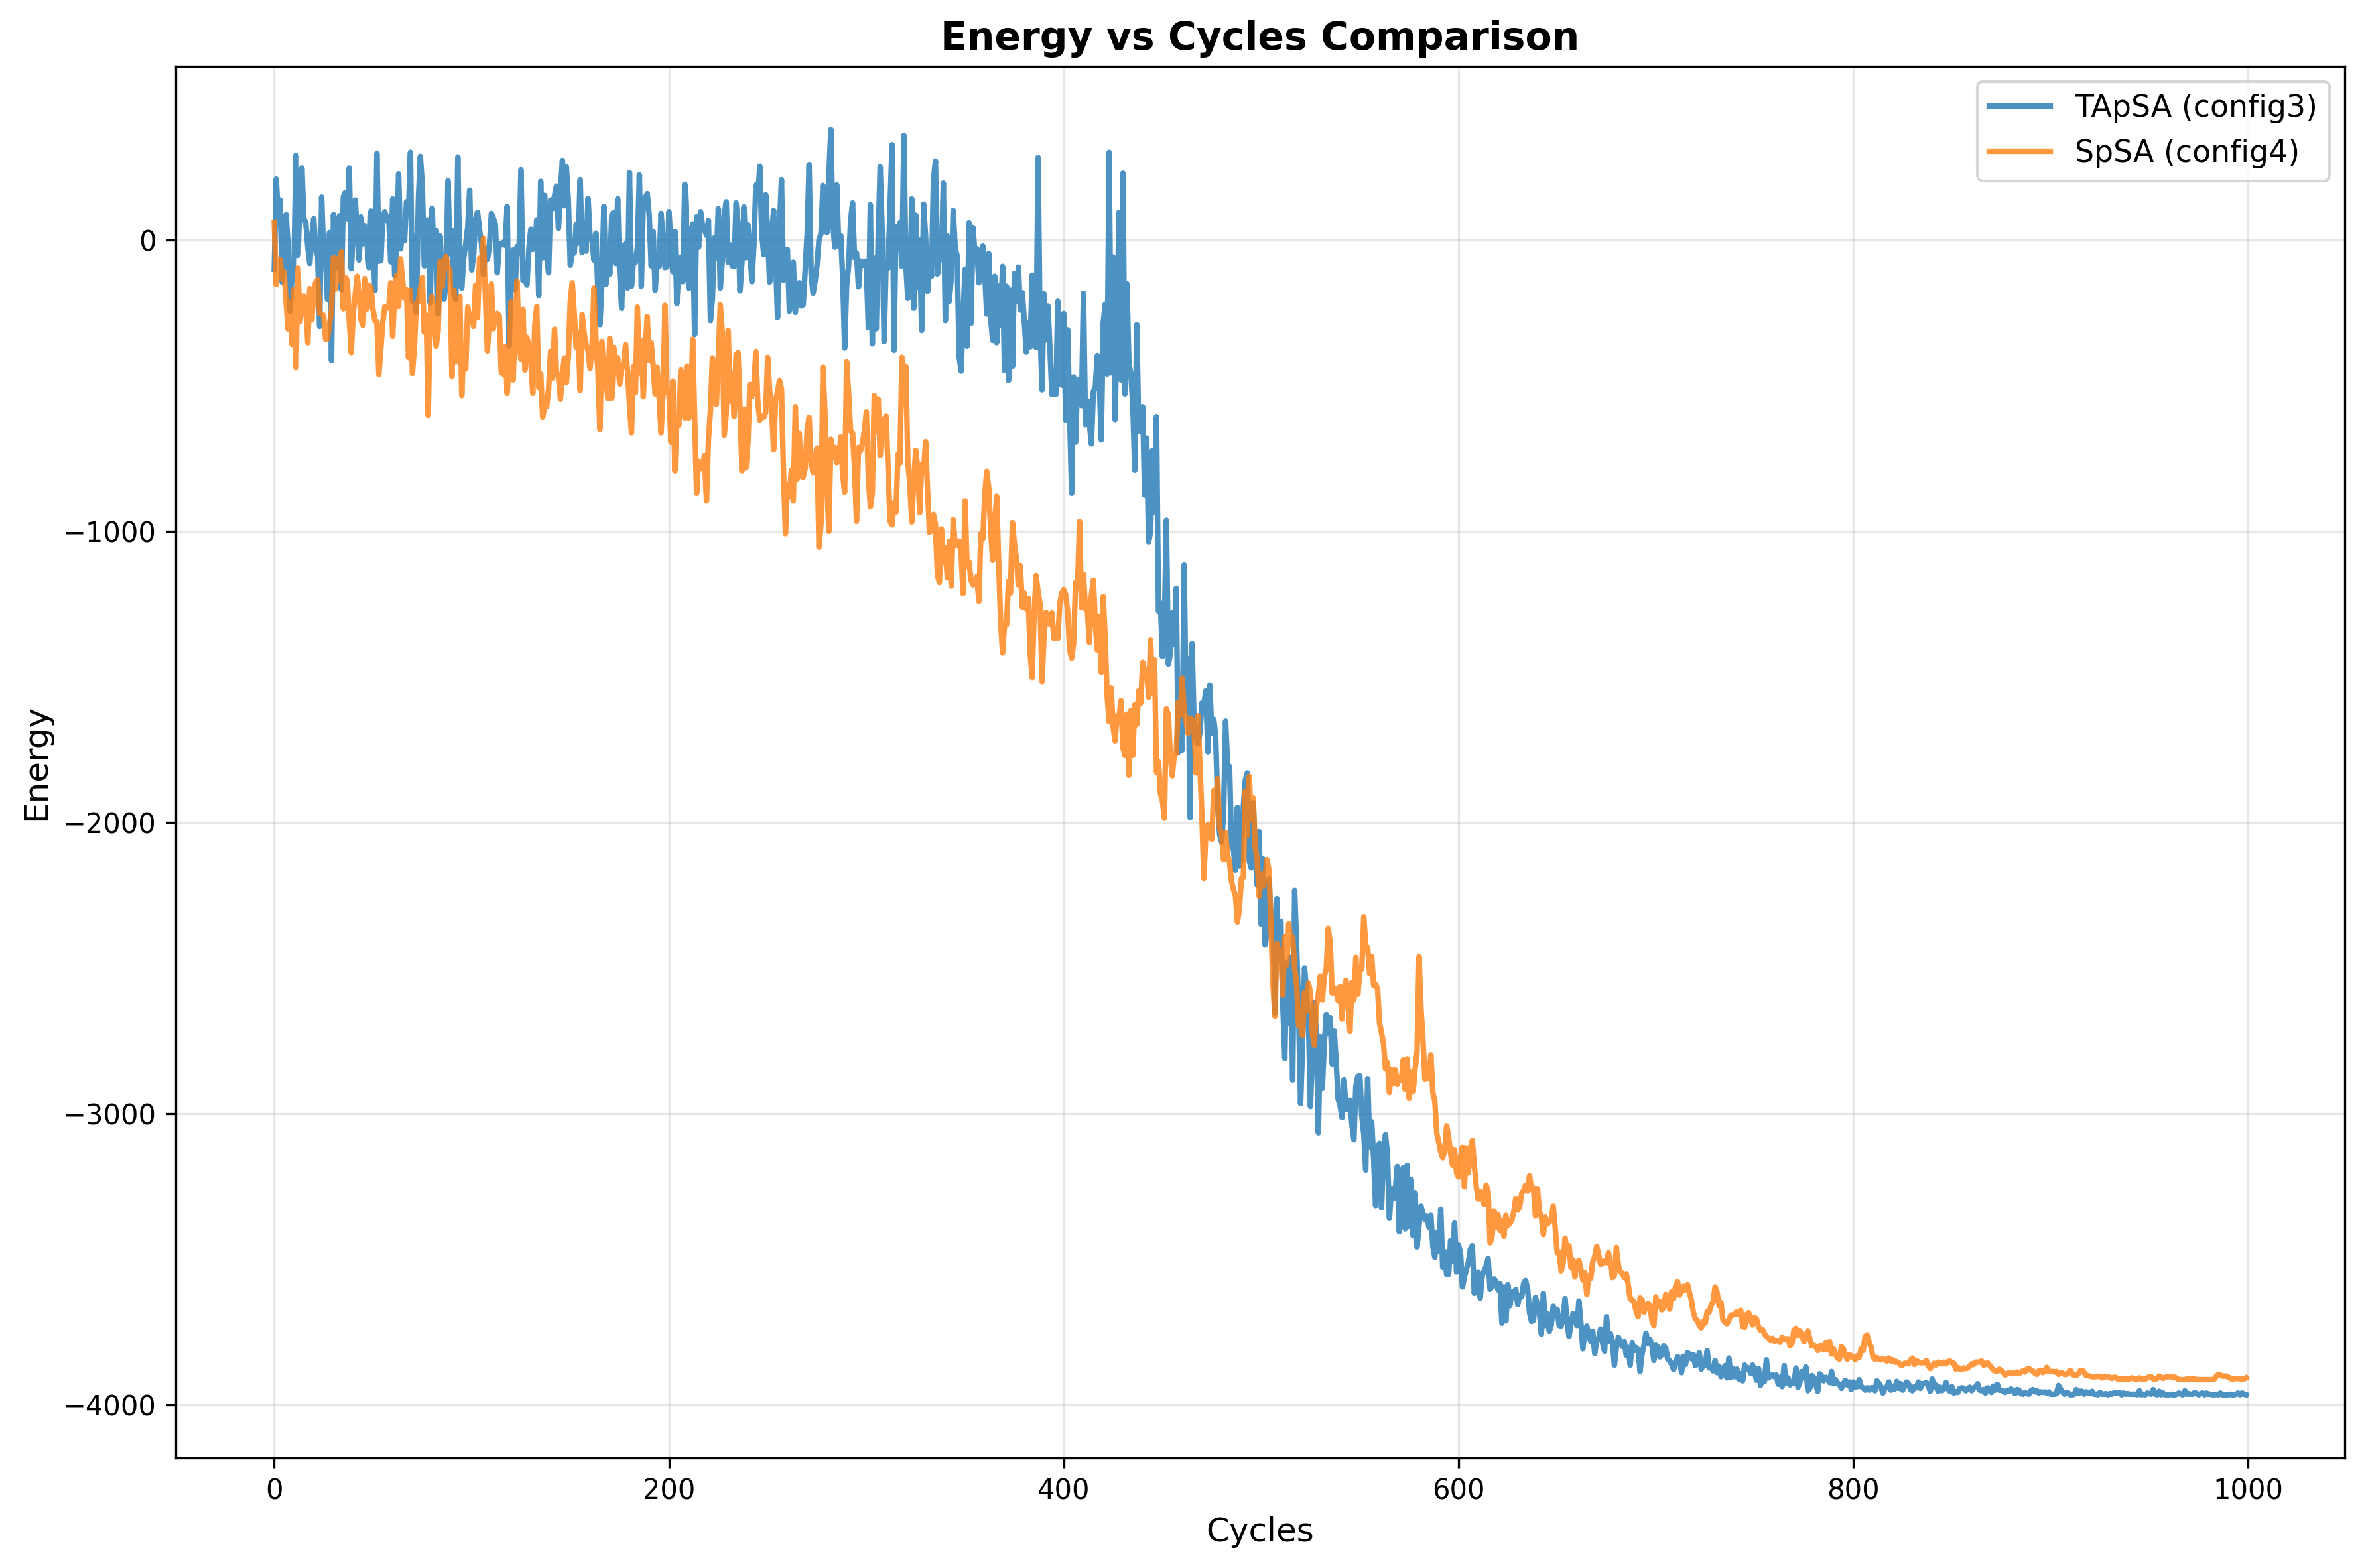 Energy vs Cycles Comparison
TApSA (config3)
SpSA (config4)
Energy
0
−1000
−2000
−3000
−4000
0
200
400
600
800
1000
Cycles